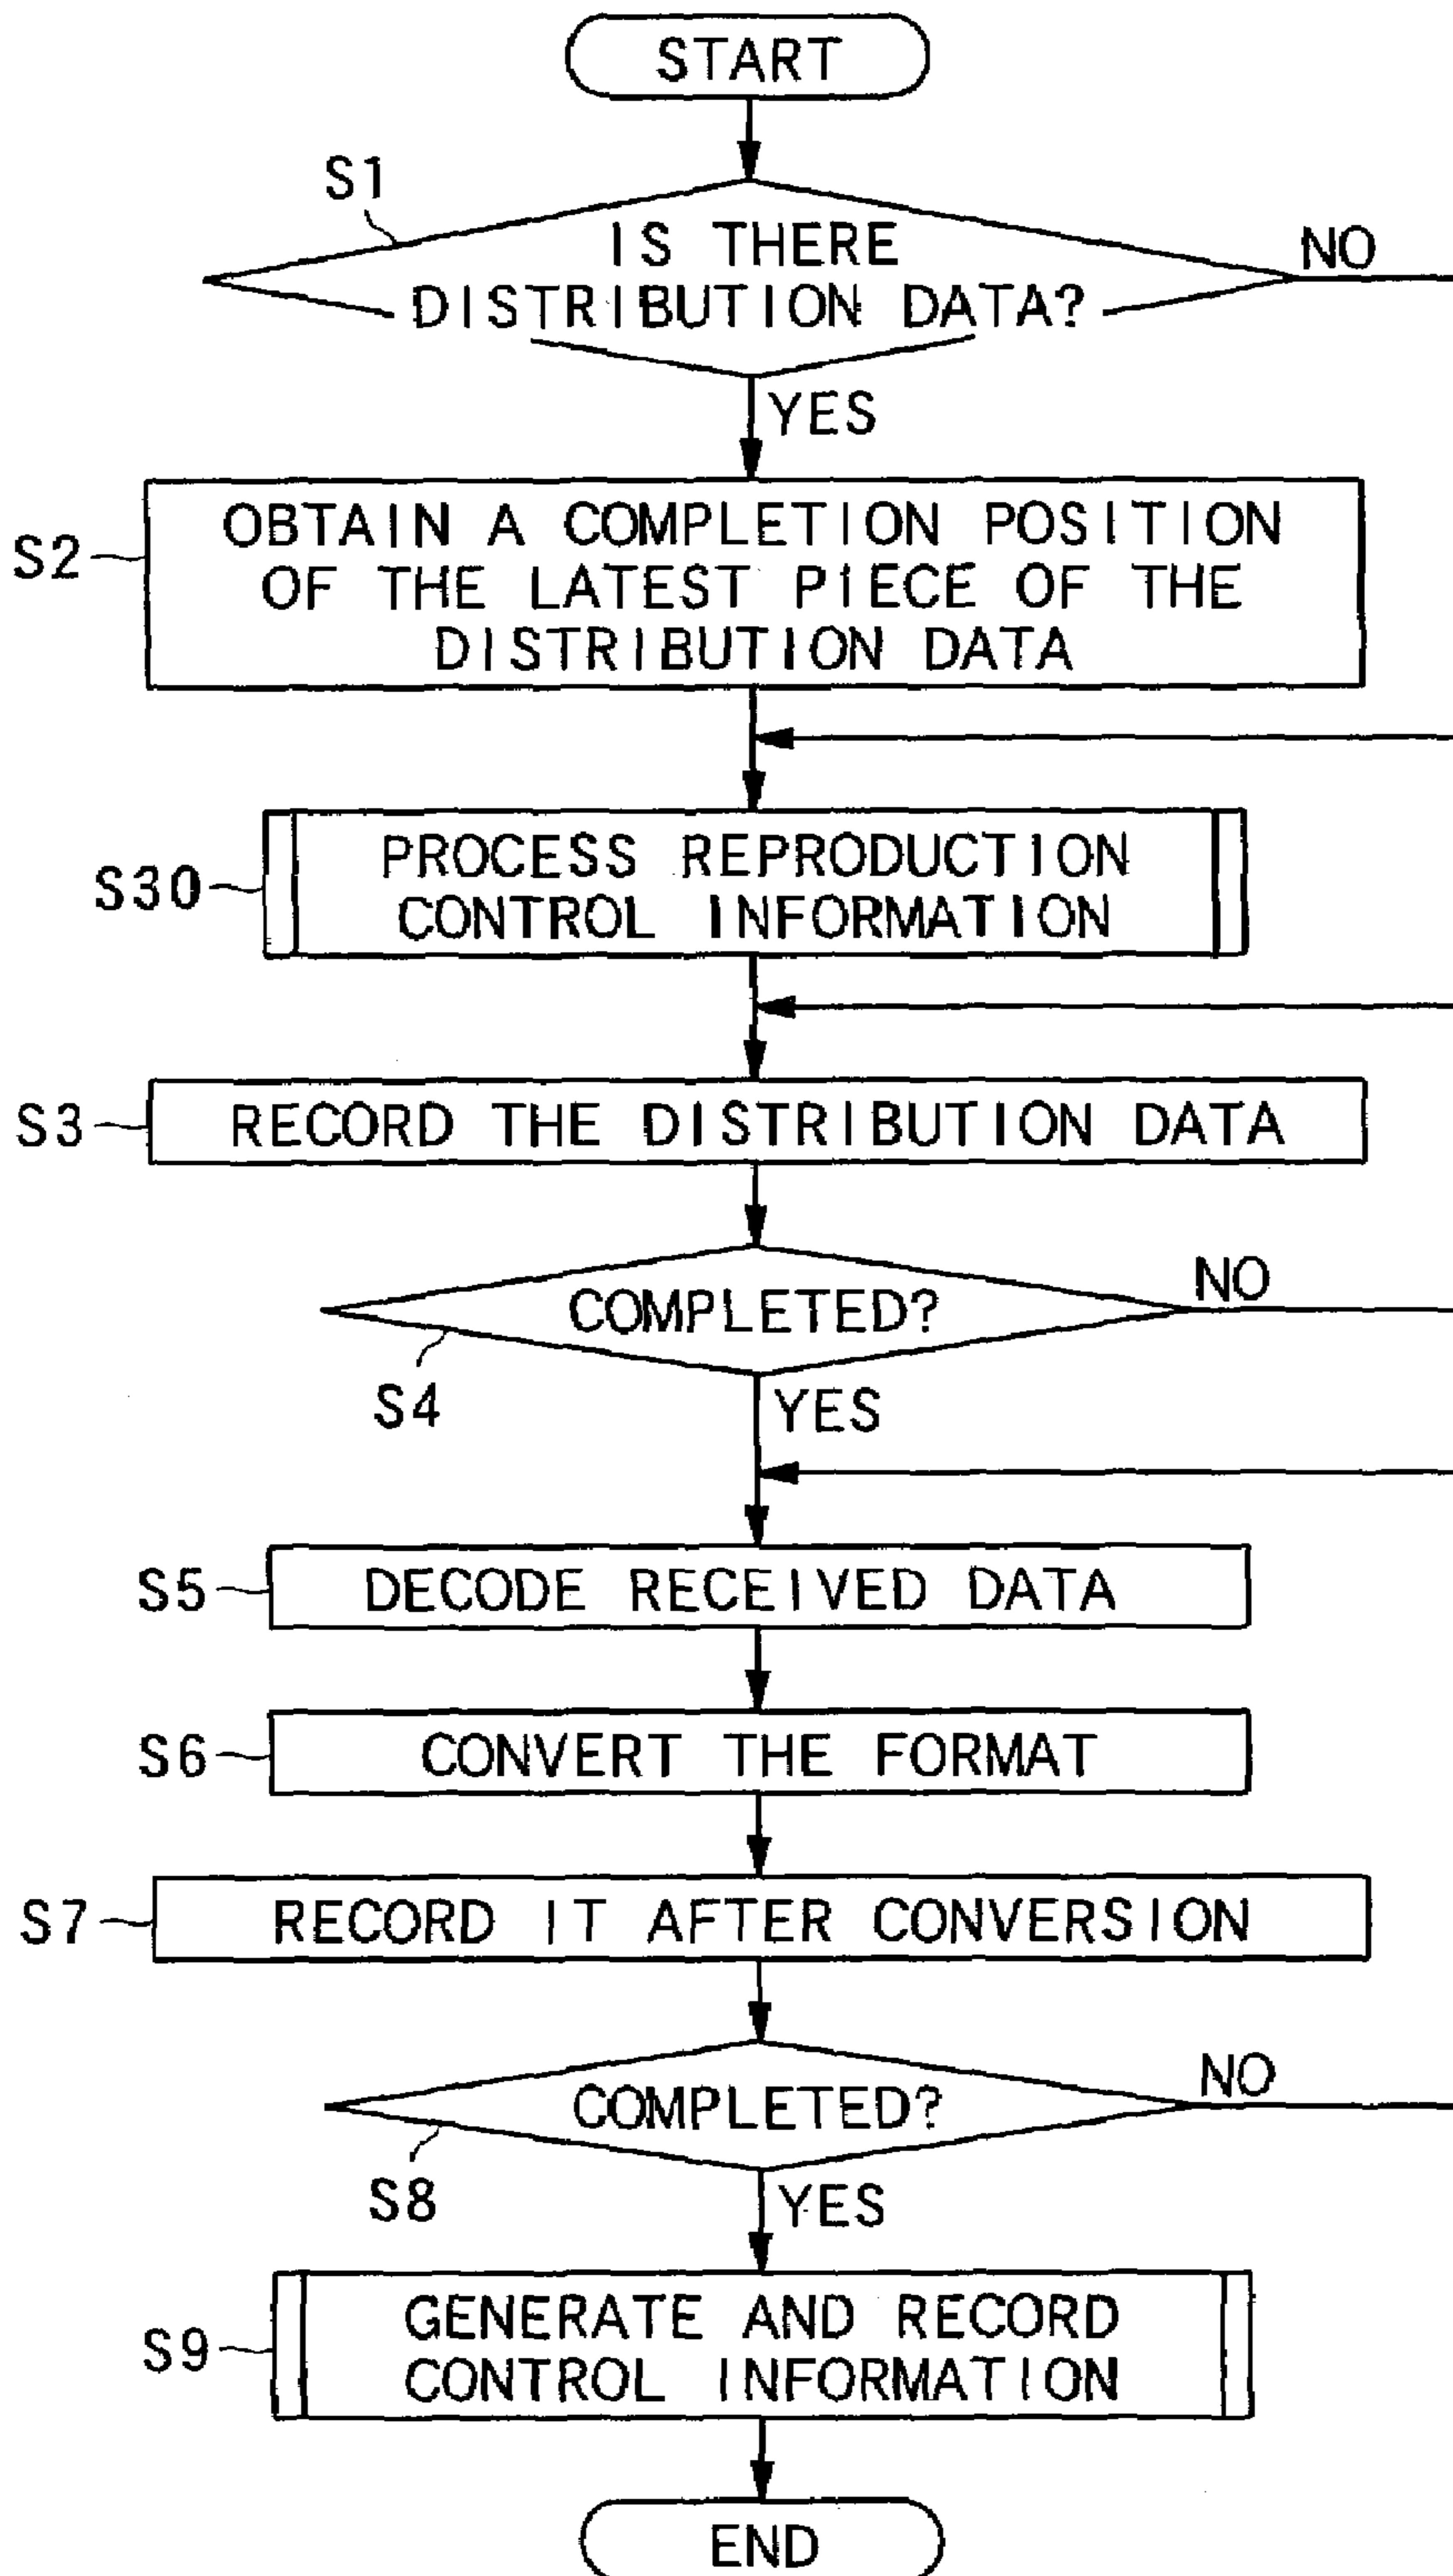 START
S1
IS THERE
DISTRIBUTION DATA?
NO
YES
S2
OBTAIN A COMPLETION POSITION
OF THE LATEST PIECE OF THE
DISTRIBUTION DATA
S30
PROCESS REPRODUCTION
CONTROL INFORMATION
S3
RECORD THE DISTRIBUTION DATA
COMPLETED?
NO
S4
YES
S5
DECODE RECEIVED DATA
S6
CONVERT THE FORMAT
S7
RECORD IT AFTER CONVERSION
COMPLETED?
NO
S8
YES
S9
GENERATE AND RECORD
CONTROL INFORMATION
END